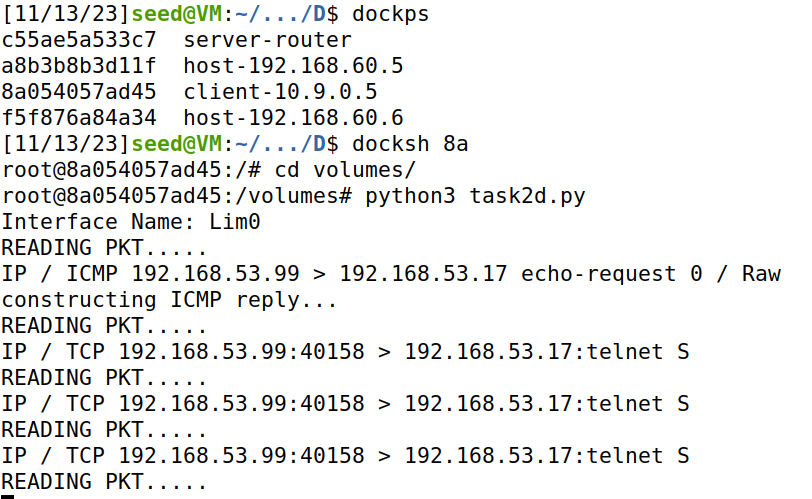 [11/13/23]seed@VM:~/.../D$ dockps
c55ae5a533c7  server-router
a8b3b8b3d11f  host-192.168.60.5
8a054057ad45  client-10.9.0.5
f5f876a84a34  host-192.168.60.6
[11/13/23]seed@VM:~/.../D$ docksh 8a
root@8a054057ad45:/# cd volumes/
root@8a054057ad45:/volumes# python3 task2d.py
Interface Name: Lim0
READING PKT.....
IP / ICMP 192.168.53.99 > 192.168.53.17 echo-request 0 / Raw
constructing ICMP reply...
READING PKT.....
IP / TCP 192.168.53.99:40158 > 192.168.53.17:telnet S
READING PKT.....
IP / TCP 192.168.53.99:40158 > 192.168.53.17:telnet S
READING PKT.....
IP / TCP 192.168.53.99:40158 > 192.168.53.17:telnet S
READING PKT.....